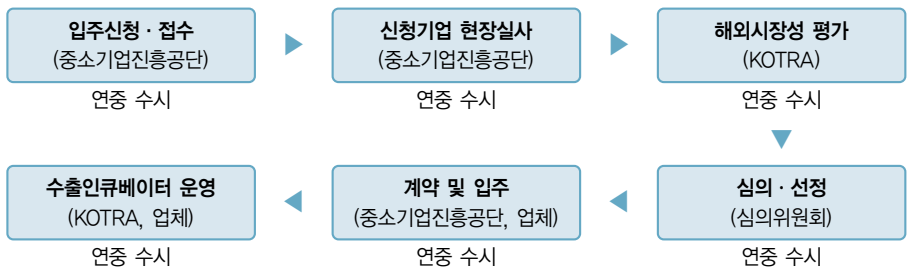 입주신청 · 접수
(중소기업진흥공단)
연중 수시
신청기업 현장실사
(중소기업진흥공단)
연중 수시
해외시장성 평가
(KOTRA)
연중 수시
심의 · 선정
(심의위원회)
연중 수시
계약 및 입주
(중소기업진흥공단, 업체)
연중 수시
수출인큐베이터 운영
(KOTRA, 업체)
연중 수시